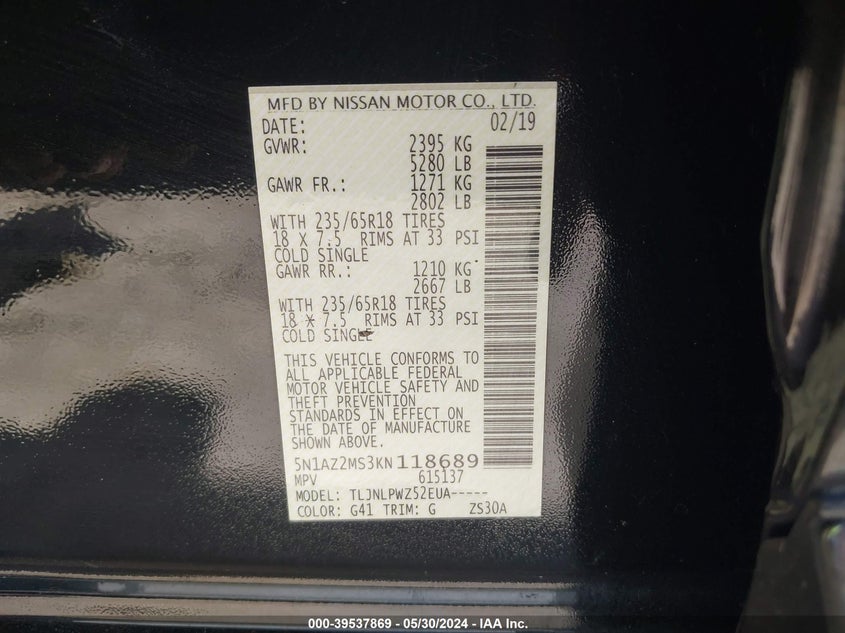 MFD BY NISSAN MOTOR CO., LTD.
DATE: 02/19
GVWR: 2395 KG
5280 LB
GAWR FR.: 1271 KG
2802 LB
WITH 235/65R18 TIRES
18 X 7.5 RIMS AT 33 PSI
COLD SINGLE
GAWR RR.: 1210 KG
2667 LB
WITH 235/65R18 TIRES
18 X 7.5 RIMS AT 33 PSI
COLD SINGLE
THIS VEHICLE CONFORMS TO
ALL APPLICABLE FEDERAL
MOTOR VEHICLE SAFETY AND
THEFT PREVENTION
STANDARDS IN EFFECT ON
THE DATE OF MANUFACTURE
SHOWN ABOVE.
5N1AZ2MS3KN118689
MPV 615137
MODEL: TLJNLPWZ52EUA-----
COLOR: G41 TRIM: G ZS30A
000-39537869 / 05/30/2024 - IAA Inc.